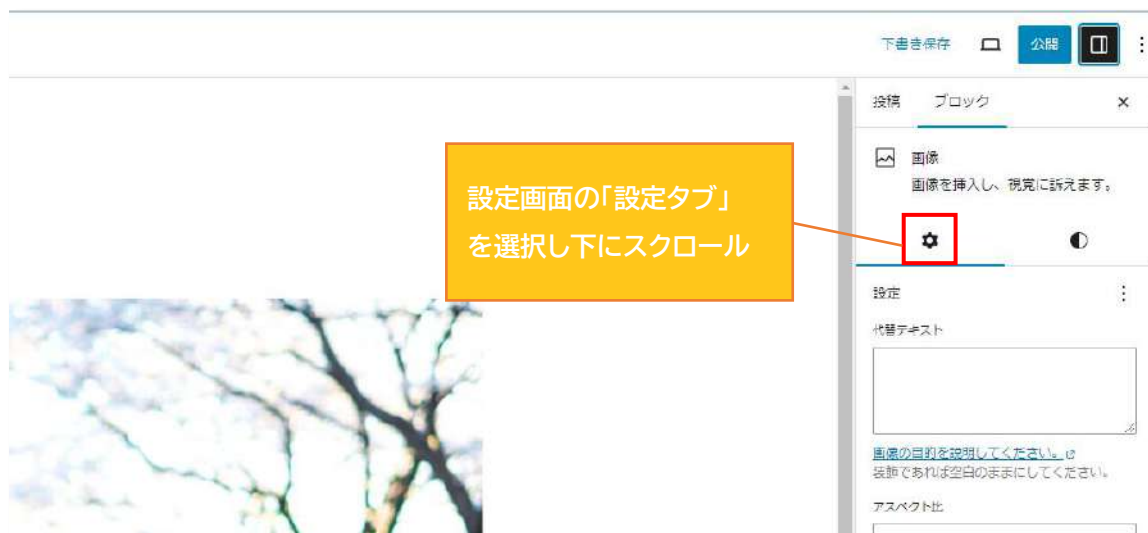 下書き保存
公開
投稿 ブロック
画像
画像を挿入し、視覚に訴えます。
設定画面の「設定タブ」
を選択し下にスクロール
設定
代替テキスト
画像の目的を説明してください。
装飾であれば空白のままにしてください。
アスペクト比